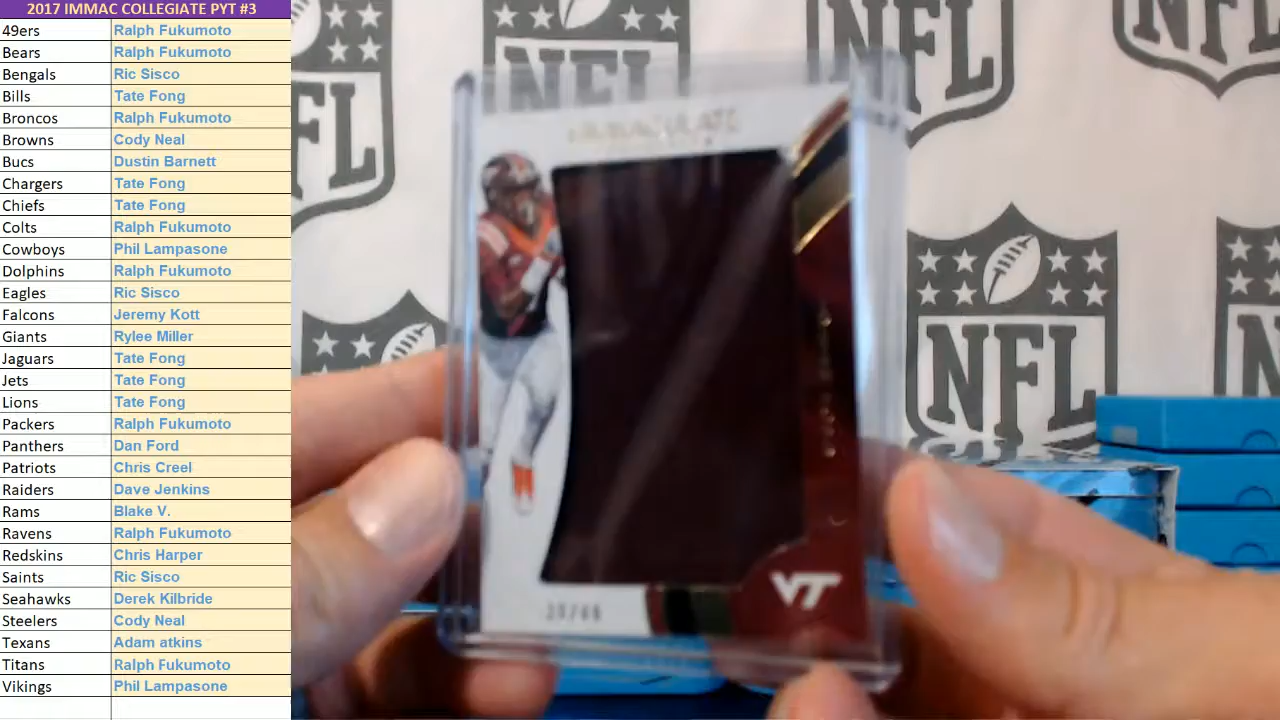 2017 IMMAC COLLEGIATE PYT #3
49ers Ralph Fukumoto
Bears Ralph Fukumoto
Bengals Ric Sisco
Bills Tate Fong
Broncos Ralph Fukumoto
Browns Cody Neal
Bucs Dustin Barnett
Chargers Tate Fong
Chiefs Tate Fong
Colts Ralph Fukumoto
Cowboys Phil Lampasone
Dolphins Ralph Fukumoto
Eagles Ric Sisco
Falcons Jeremy Kott
Giants Rylee Miller
Jaguars Tate Fong
Jets Tate Fong
Lions Tate Fong
Packers Ralph Fukumoto
Panthers Dan Ford
Patriots Chris Creel
Raiders Dave Jenkins
Rams Blake V.
Ravens Ralph Fukumoto
Redskins Chris Harper
Saints Ric Sisco
Seahawks Derek Kilbride
Steelers Cody Neal
Texans Adam atkins
Titans Ralph Fukumoto
Vikings Phil Lampasone
NFL
NFL
NFL
NFL
NFL
IMMACULATE
VT